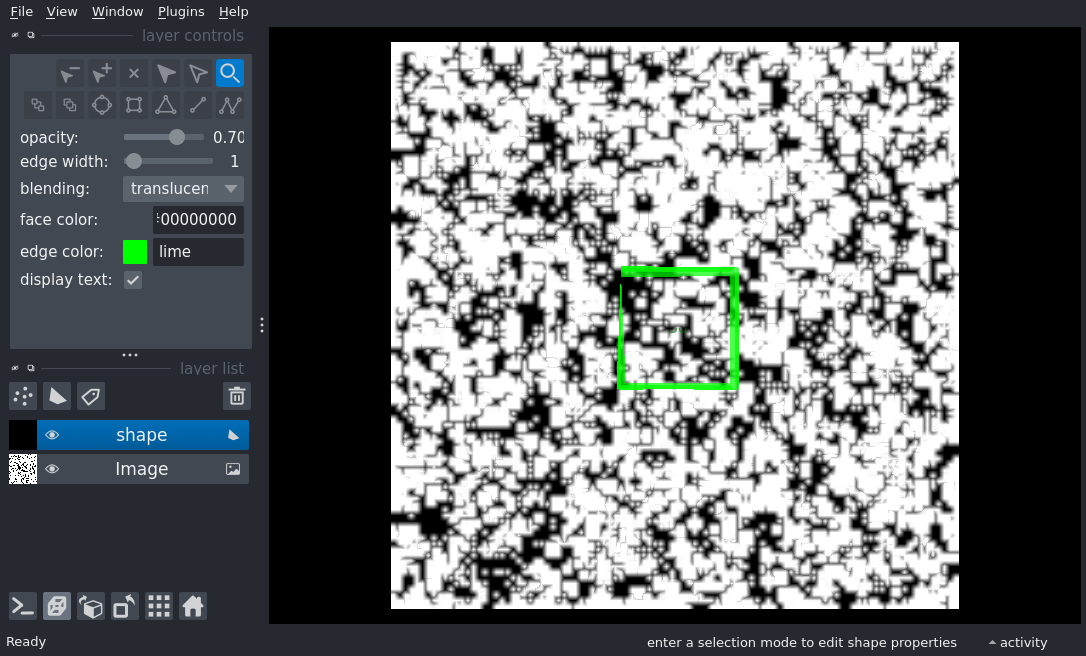 File View Window Plugins Help
layer controls
opacity: 0.70
edge width: 1
blending: translucen
face color: 00000000
edge color: lime
display text:
layer list
shape
Image
Ready
enter a selection mode to edit shape properties
activity